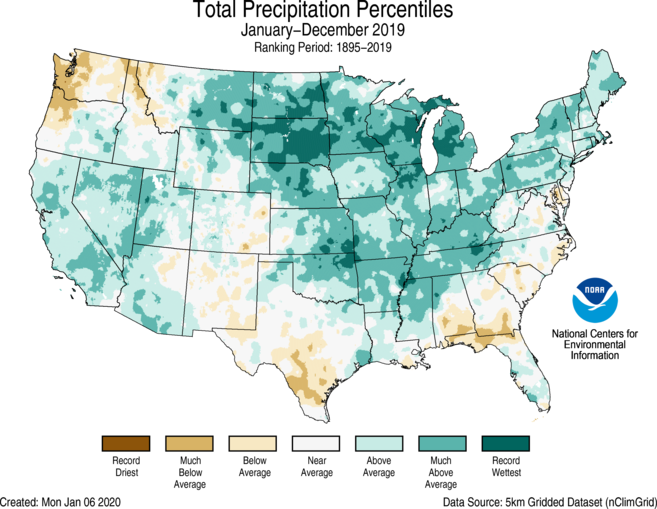 Total Precipitation Percentiles
January–December 2019
Ranking Period: 1895–2019
NOAA
National Centers for
Environmental
Information
Record
Driest
Much
Below
Average
Below
Average
Near
Average
Above
Average
Much
Above
Average
Record
Wettest
Created: Mon Jan 06 2020
Data Source: 5km Gridded Dataset (nClimGrid)